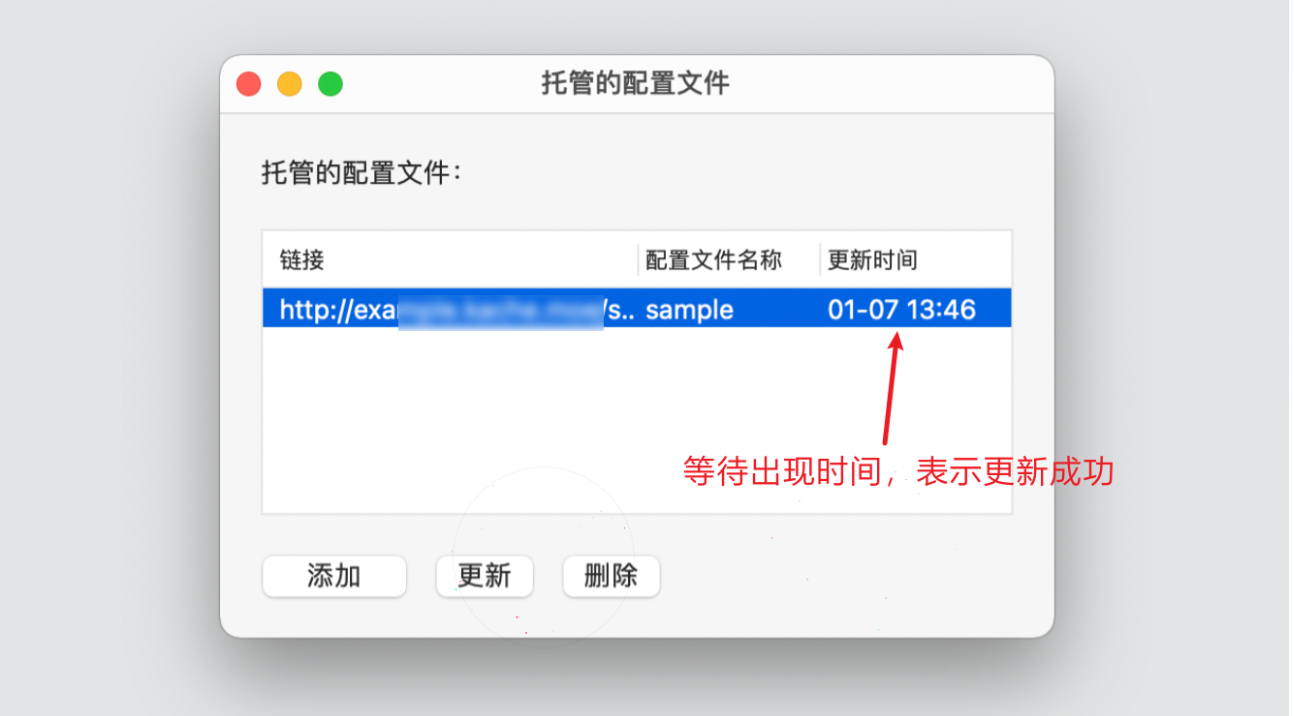 托管的配置文件
托管的配置文件：
链接 配置文件名称 更新时间
http://exa /s.. sample 01-07 13:46
等待出现时间，表示更新成功
添加 更新 删除